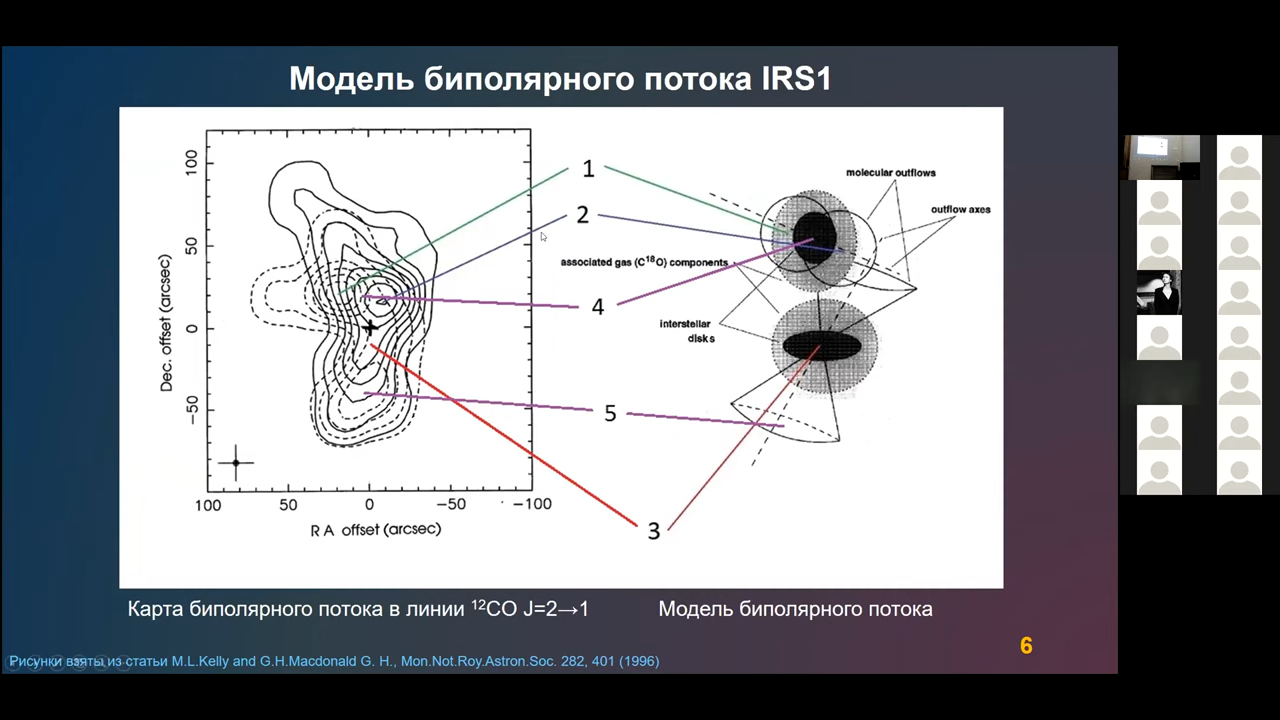 Модель биполярного потока IRS1
100
50
0
−50
Dec. offset (arcsec)
100
50
0
−50
−100
RA offset (arcsec)
1
2
4
5
3
molecular outflows
outflow axes
associated gas (C¹⁸O) components
interstellar
disks
Карта биполярного потока в линии ¹²CO J=2→1
Модель биполярного потока
6
Рисунки взяты из статьи M.L.Kelly and G.H.Macdonald G. H., Mon.Not.Roy.Astron.Soc. 282, 401 (1996)